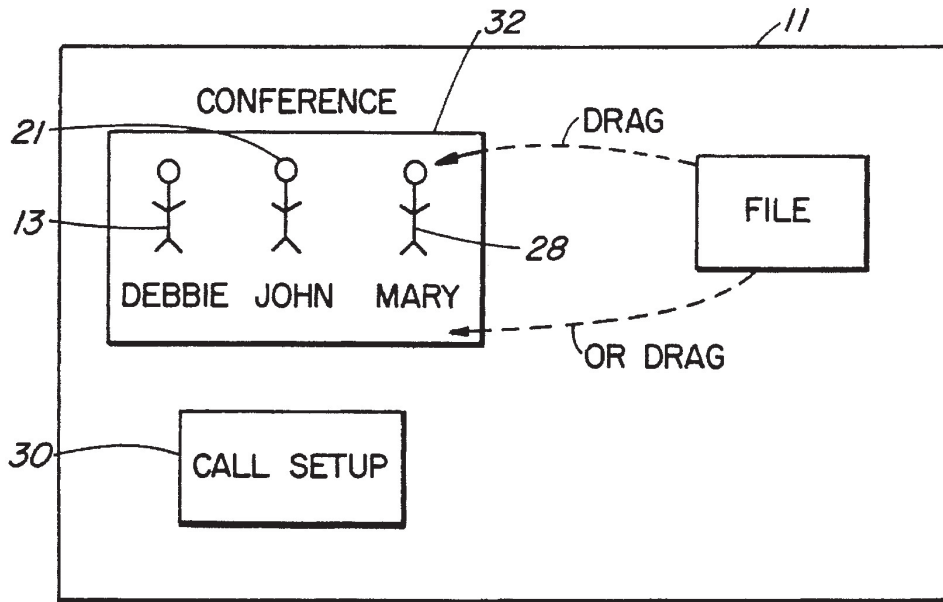 32
11
CONFERENCE
21
DRAG
FILE
13
28
DEBBIE JOHN MARY
OR DRAG
30
CALL SETUP